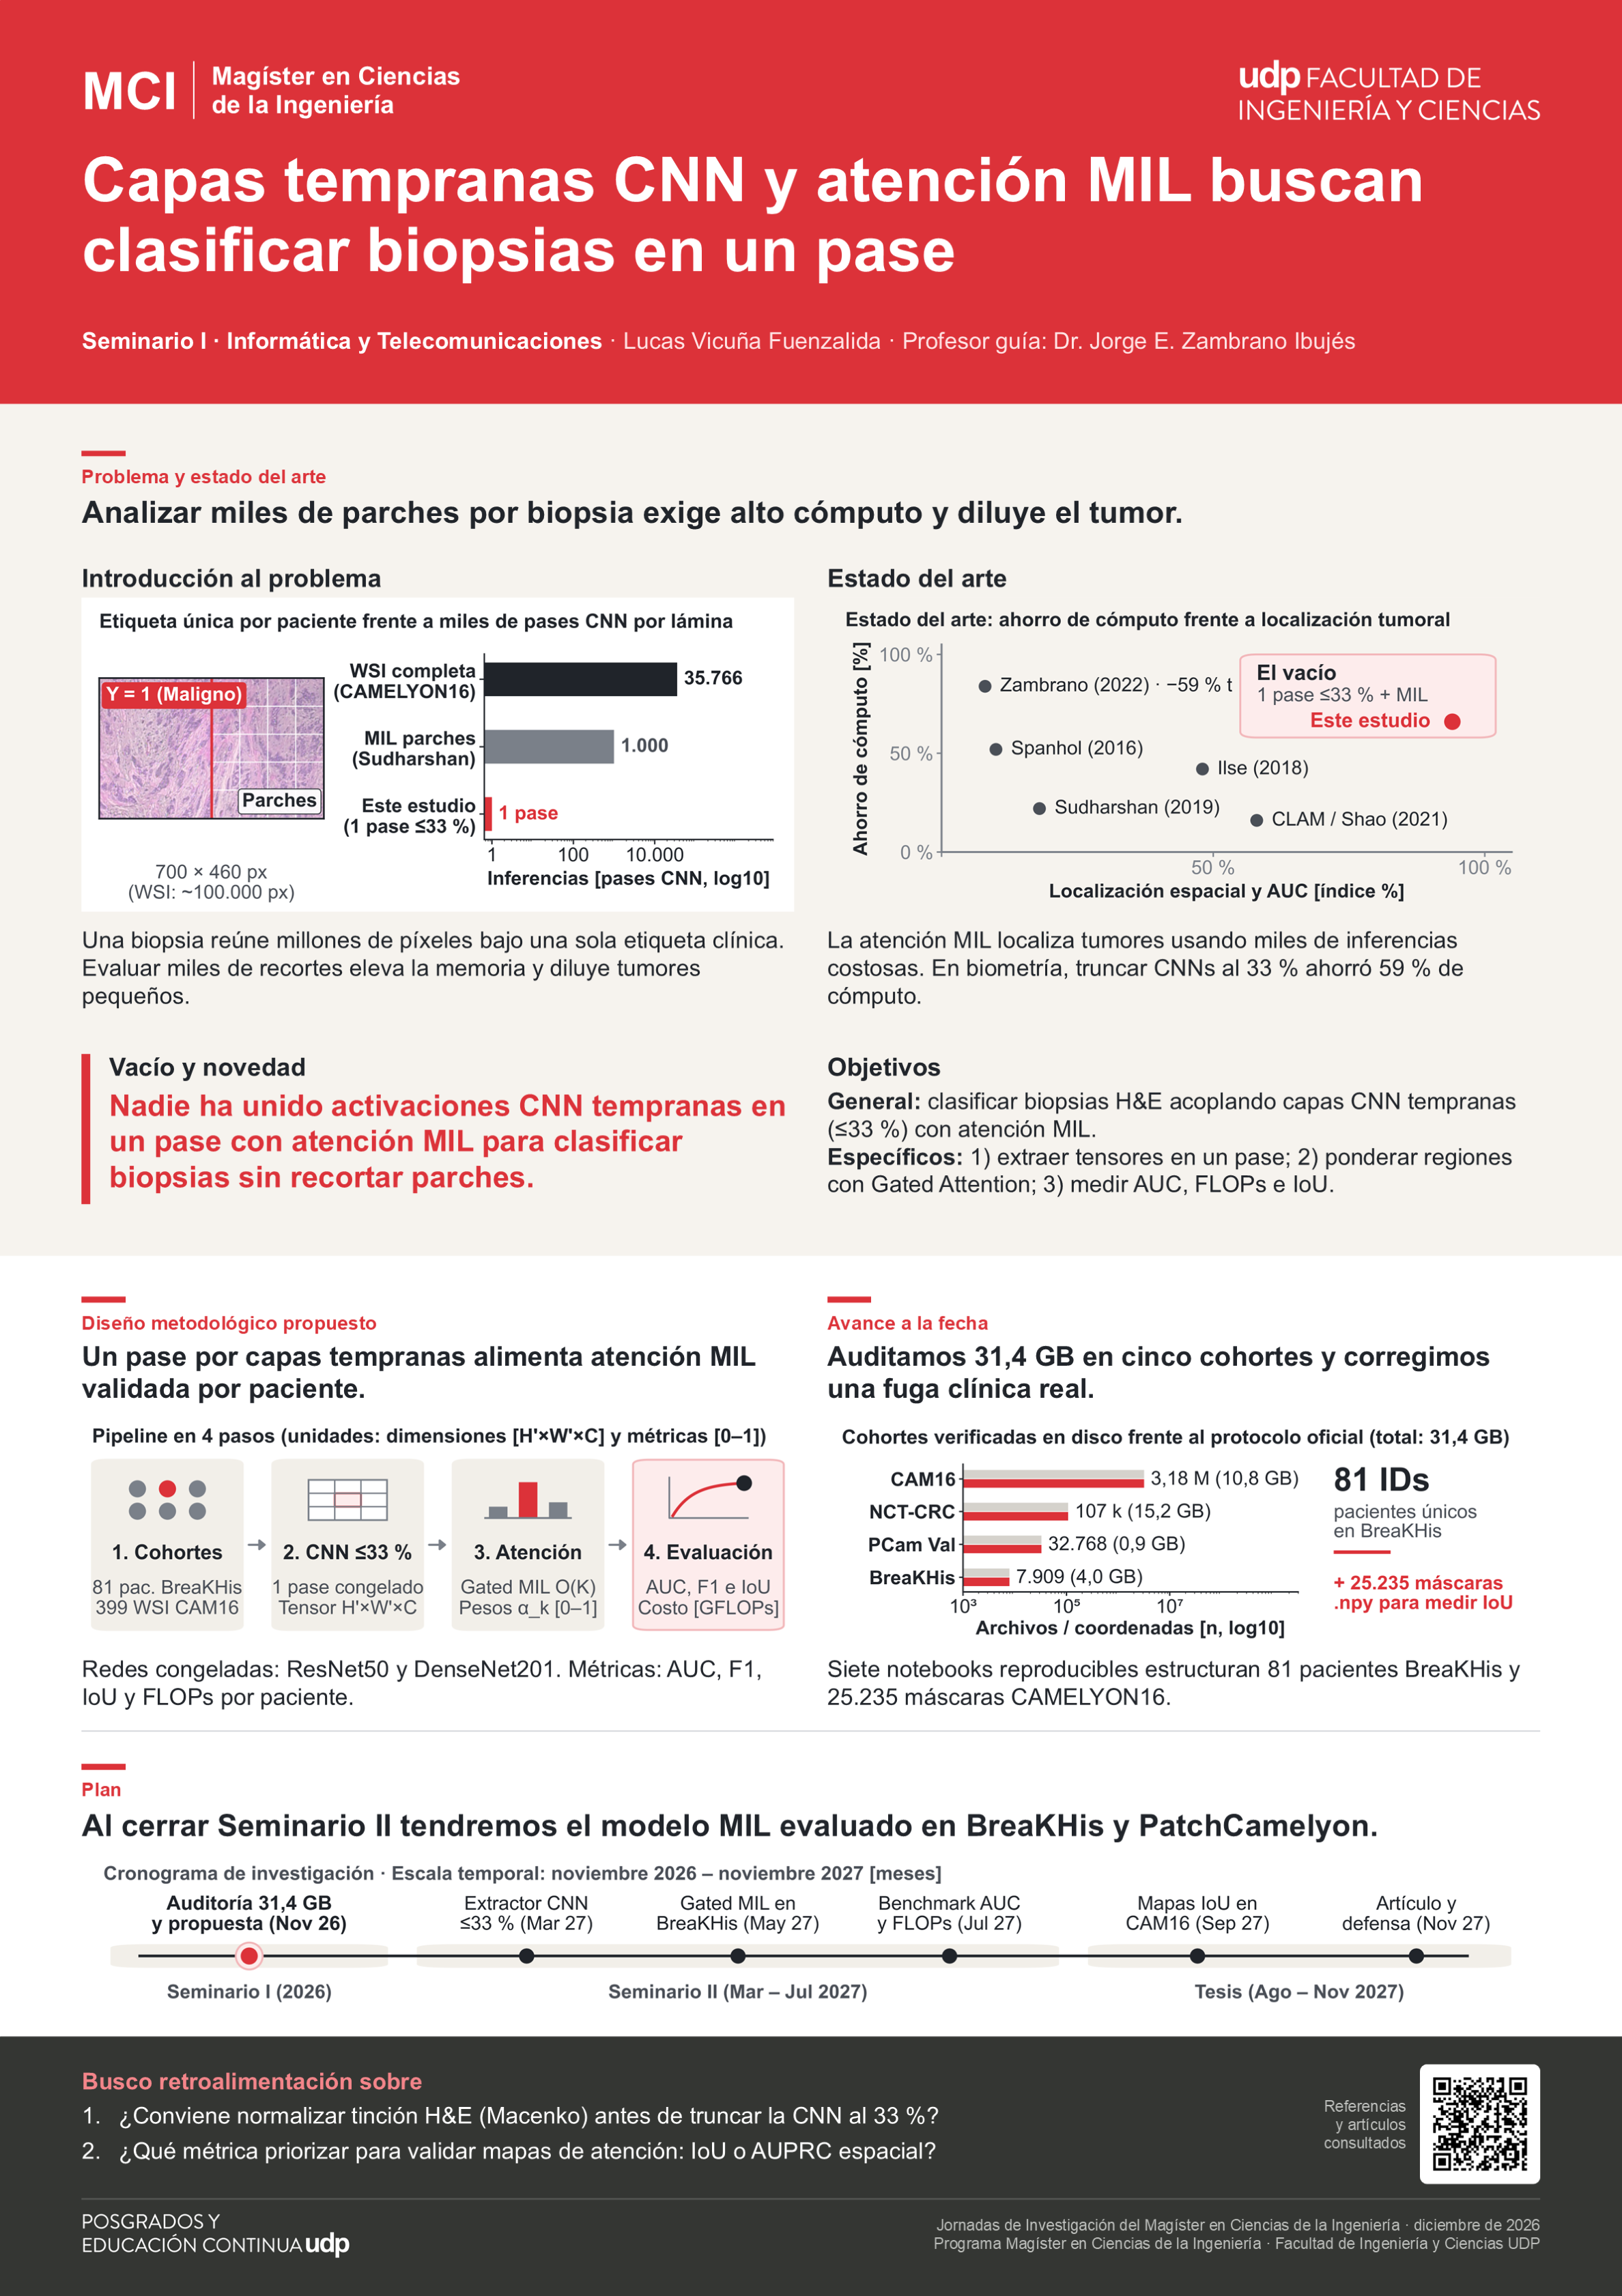 MCI
Magíster en Ciencias
de la Ingeniería
udp FACULTAD DE
INGENIERÍA Y CIENCIAS
Capas tempranas CNN y atención MIL buscan
clasificar biopsias en un pase
Seminario I · Informática y Telecomunicaciones · Lucas Vicuña Fuenzalida · Profesor guía: Dr. Jorge E. Zambrano Ibujés
Problema y estado del arte
Analizar miles de parches por biopsia exige alto cómputo y diluye el tumor.
Introducción al problema
Etiqueta única por paciente frente a miles de pases CNN por lámina
Y = 1 (Maligno)
Parches
700 × 460 px
(WSI: ~100.000 px)
WSI completa
(CAMELYON16)
35.766
MIL parches
(Sudharshan)
1.000
Este estudio
(1 pase ≤33 %)
1 pase
1 100 10.000
Inferencias [pases CNN, log10]
Una biopsia reúne millones de píxeles bajo una sola etiqueta clínica.
Evaluar miles de recortes eleva la memoria y diluye tumores
pequeños.
Estado del arte
Estado del arte: ahorro de cómputo frente a localización tumoral
Ahorro de cómputo [%]
100 %
50 %
0 %
Zambrano (2022) · −59 % t
El vacío
1 pase ≤33 % + MIL
Este estudio
Spanhol (2016)
Ilse (2018)
Sudharshan (2019)
CLAM / Shao (2021)
50 % 100 %
Localización espacial y AUC [índice %]
La atención MIL localiza tumores usando miles de inferencias
costosas. En biometría, truncar CNNs al 33 % ahorró 59 % de
cómputo.
Vacío y novedad
Nadie ha unido activaciones CNN tempranas en
un pase con atención MIL para clasificar
biopsias sin recortar parches.
Objetivos
General: clasificar biopsias H&E acoplando capas CNN tempranas
(≤33 %) con atención MIL.
Específicos: 1) extraer tensores en un pase; 2) ponderar regiones
con Gated Attention; 3) medir AUC, FLOPs e IoU.
Diseño metodológico propuesto
Un pase por capas tempranas alimenta atención MIL
validada por paciente.
Pipeline en 4 pasos (unidades: dimensiones [H'×W'×C] y métricas [0–1])
1. Cohortes
81 pac. BreaKHis
399 WSI CAM16
2. CNN ≤33 %
1 pase congelado
Tensor H'×W'×C
3. Atención
Gated MIL O(K)
Pesos α_k [0–1]
4. Evaluación
AUC, F1 e IoU
Costo [GFLOPs]
Redes congeladas: ResNet50 y DenseNet201. Métricas: AUC, F1,
IoU y FLOPs por paciente.
Avance a la fecha
Auditamos 31,4 GB en cinco cohortes y corregimos
una fuga clínica real.
Cohortes verificadas en disco frente al protocolo oficial (total: 31,4 GB)
CAM16
3,18 M (10,8 GB)
NCT-CRC
107 k (15,2 GB)
PCam Val
32.768 (0,9 GB)
BreaKHis
7.909 (4,0 GB)
10³ 10⁵ 10⁷
Archivos / coordenadas [n, log10]
81 IDs
pacientes únicos
en BreaKHis
+ 25.235 máscaras
.npy para medir IoU
Siete notebooks reproducibles estructuran 81 pacientes BreaKHis y
25.235 máscaras CAMELYON16.
Plan
Al cerrar Seminario II tendremos el modelo MIL evaluado en BreaKHis y PatchCamelyon.
Cronograma de investigación · Escala temporal: noviembre 2026 – noviembre 2027 [meses]
Auditoría 31,4 GB
y propuesta (Nov 26)
Extractor CNN
≤33 % (Mar 27)
Gated MIL en
BreaKHis (May 27)
Benchmark AUC
y FLOPs (Jul 27)
Mapas IoU en
CAM16 (Sep 27)
Artículo y
defensa (Nov 27)
Seminario I (2026)
Seminario II (Mar – Jul 2027)
Tesis (Ago – Nov 2027)
Busco retroalimentación sobre
1. ¿Conviene normalizar tinción H&E (Macenko) antes de truncar la CNN al 33 %?
2. ¿Qué métrica priorizar para validar mapas de atención: IoU o AUPRC espacial?
Referencias
y artículos
consultados
POSGRADOS Y
EDUCACIÓN CONTINUA udp
Jornadas de Investigación del Magíster en Ciencias de la Ingeniería · diciembre de 2026
Programa Magíster en Ciencias de la Ingeniería · Facultad de Ingeniería y Ciencias UDP